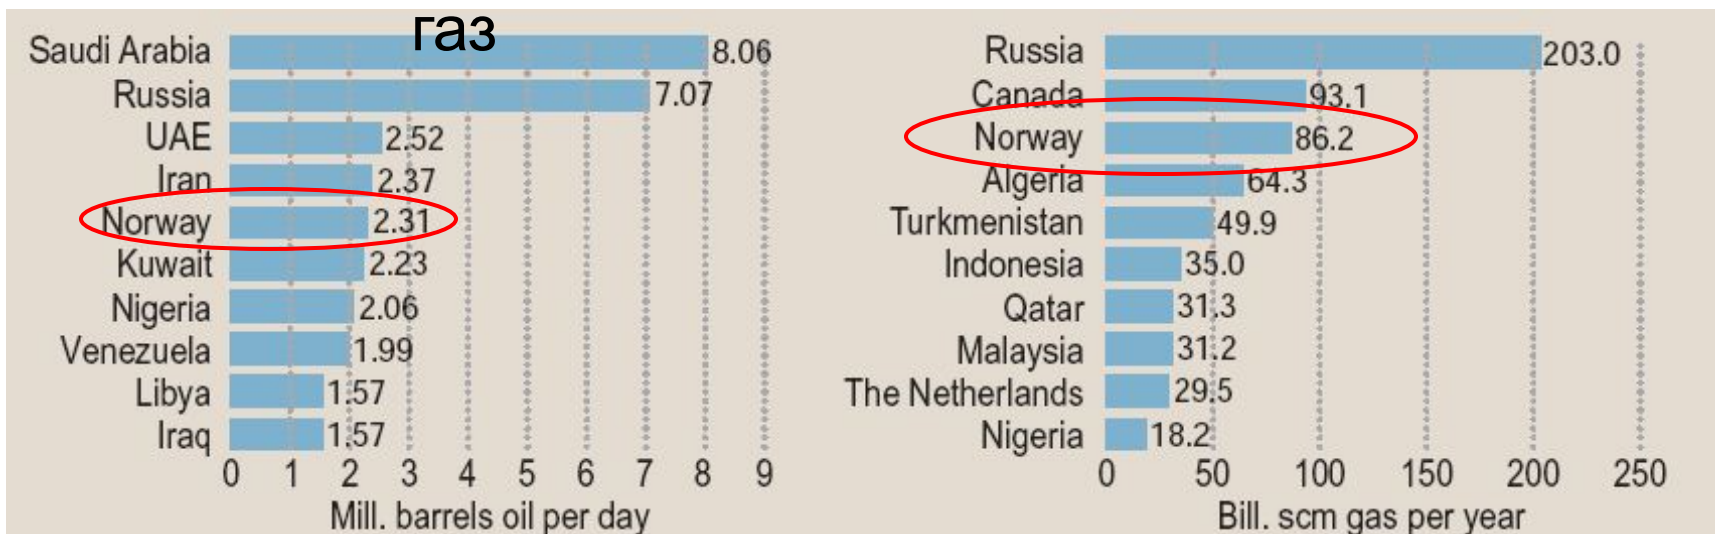 газ
Saudi Arabia 8.06
Russia 7.07
UAE 2.52
Iran 2.37
Norway 2.31
Kuwait 2.23
Nigeria 2.06
Venezuela 1.99
Libya 1.57
Iraq 1.57
0 1 2 3 4 5 6 7 8 9
Mill. barrels oil per day
Russia 203.0
Canada 93.1
Norway 86.2
Algeria 64.3
Turkmenistan 49.9
Indonesia 35.0
Qatar 31.3
Malaysia 31.2
The Netherlands 29.5
Nigeria 18.2
0 50 100 150 200 250
Bill. scm gas per year